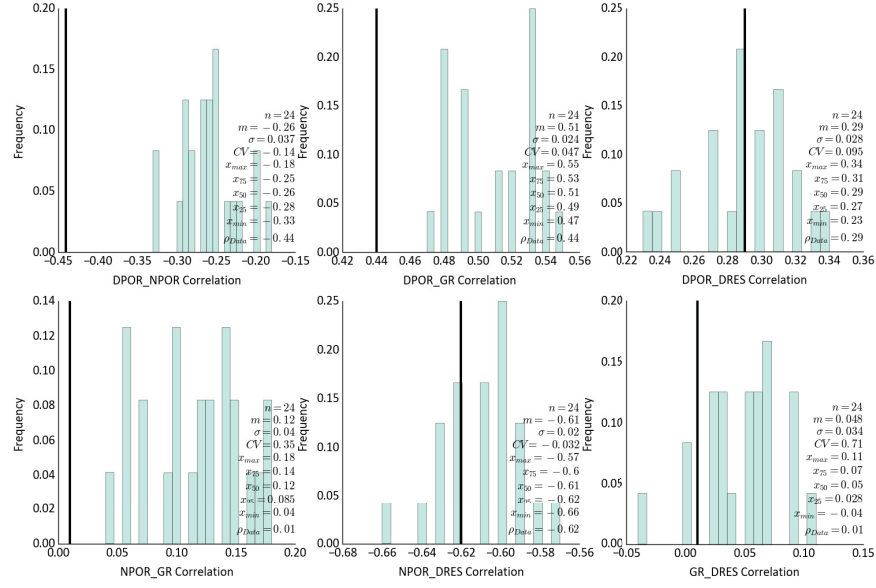 0.20
0.15
0.10
0.05
0.00
Frequency
−0.45 −0.40 −0.35 −0.30 −0.25 −0.20 −0.15
DPOR_NPOR Correlation
n = 24
m = −0.26
σ = 0.037
CV = −0.14
x_max = −0.18
x_75 = −0.25
x_50 = −0.26
x_25 = −0.28
x_min = −0.33
ρ_Data = −0.44
0.25
0.20
0.15
0.10
0.05
0.00
Frequency
0.42 0.44 0.46 0.48 0.50 0.52 0.54 0.56
DPOR_GR Correlation
n = 24
m = 0.51
σ = 0.024
CV = 0.047
x_max = 0.55
x_75 = 0.53
x_50 = 0.51
x_25 = 0.49
x_min = 0.47
ρ_Data = 0.44
0.25
0.20
0.15
0.10
0.05
0.00
Frequency
0.22 0.24 0.26 0.28 0.30 0.32 0.34 0.36
DPOR_DRES Correlation
n = 24
m = 0.29
σ = 0.028
CV = 0.095
x_max = 0.34
x_75 = 0.31
x_50 = 0.29
x_25 = 0.27
x_min = 0.23
ρ_Data = 0.29
0.14
0.12
0.10
0.08
0.06
0.04
0.02
0.00
Frequency
0.00 0.05 0.10 0.15 0.20
NPOR_GR Correlation
n = 24
m = 0.12
σ = 0.04
CV = 0.35
x_max = 0.18
x_75 = 0.14
x_50 = 0.12
x_25 = 0.085
x_min = 0.04
ρ_Data = 0.01
0.25
0.20
0.15
0.10
0.05
0.00
Frequency
−0.68 −0.66 −0.64 −0.62 −0.60 −0.58 −0.56
NPOR_DRES Correlation
n = 24
m = −0.61
σ = 0.02
CV = −0.032
x_max = −0.57
x_75 = −0.6
x_50 = −0.61
x_25 = −0.62
x_min = −0.66
ρ_Data = −0.62
0.20
0.15
0.10
0.05
0.00
Frequency
−0.05 0.00 0.05 0.10 0.15
GR_DRES Correlation
n = 24
m = 0.048
σ = 0.034
CV = 0.71
x_max = 0.11
x_75 = 0.07
x_50 = 0.05
x_25 = 0.028
x_min = −0.04
ρ_Data = 0.01